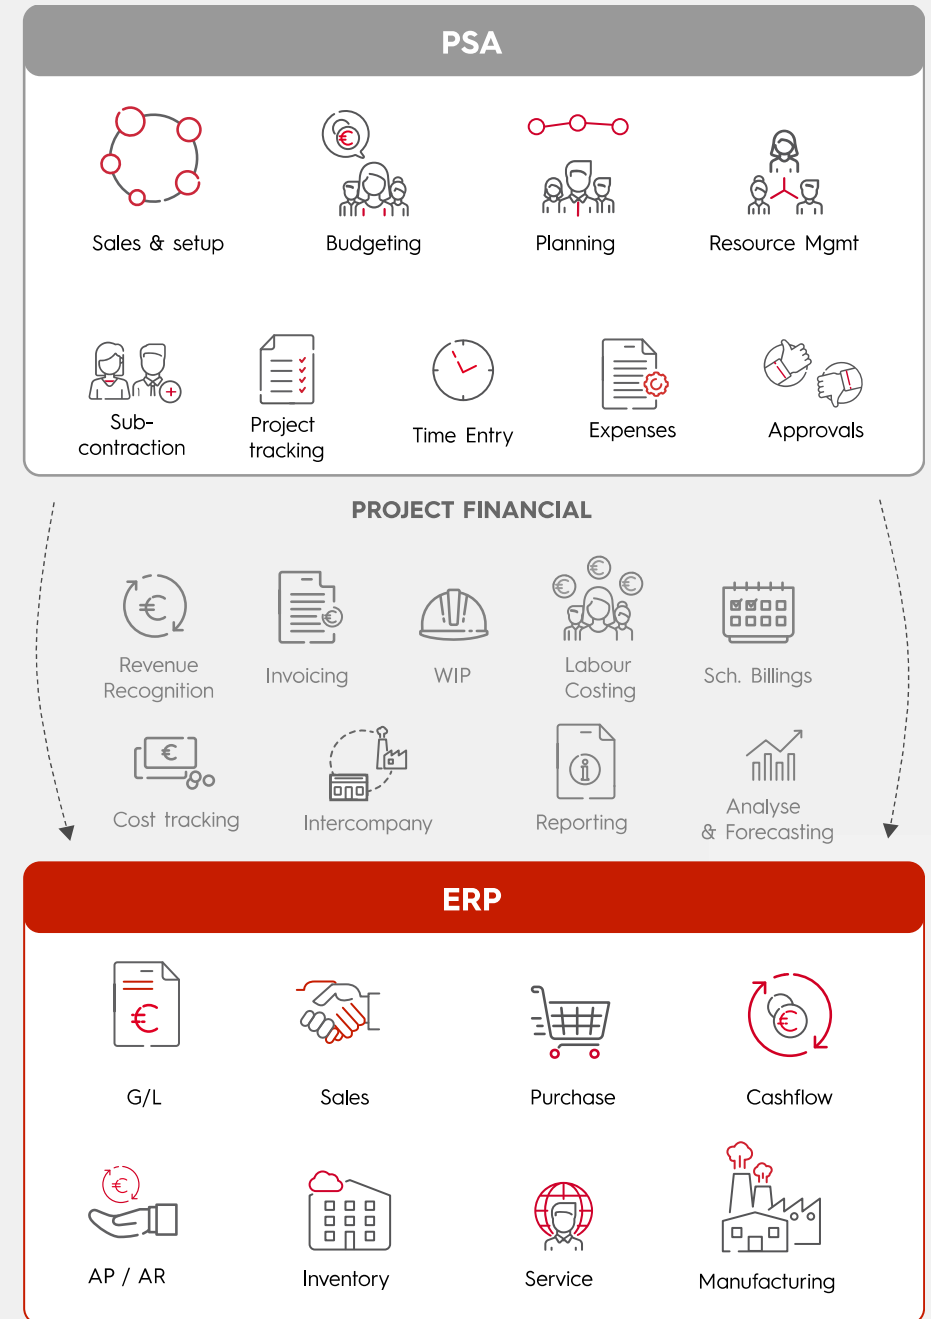 PSA
Sales & setup
Budgeting
Planning
Resource Mgmt
Sub-
contraction
Project
tracking
Time Entry
Expenses
Approvals
PROJECT FINANCIAL
Revenue
Recognition
Invoicing
WIP
Labour
Costing
Sch. Billings
Cost tracking
Intercompany
Reporting
Analyse
& Forecasting
ERP
G/L
Sales
Purchase
Cashflow
AP / AR
Inventory
Service
Manufacturing